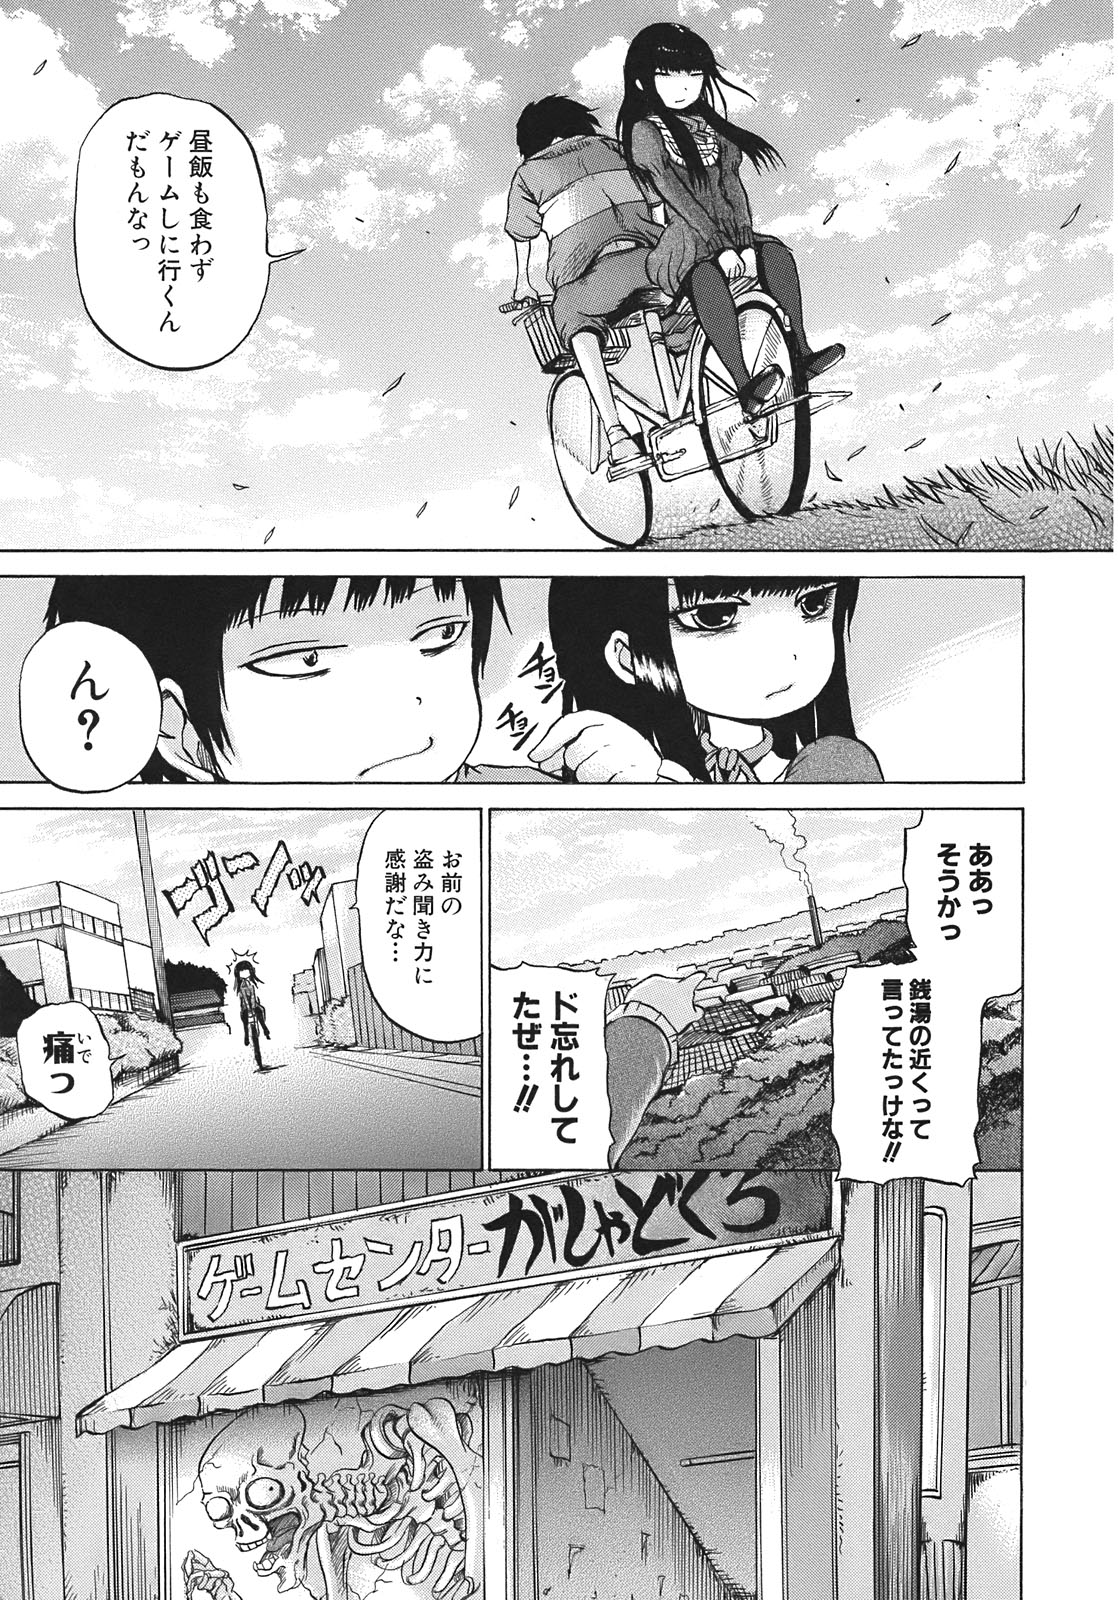 昼飯も食わず
ゲームしに行くん
だもんなっ
チョン
チョン
ん？
ああっ
そうかっ
銭湯の近くって
言ってたっけな!!
ド忘れして
たぜ…!!
お前の
盗み聞き力に
感謝だな…
ゴンッ
痛っ
いで
ゲームセンターがしゃどくろ